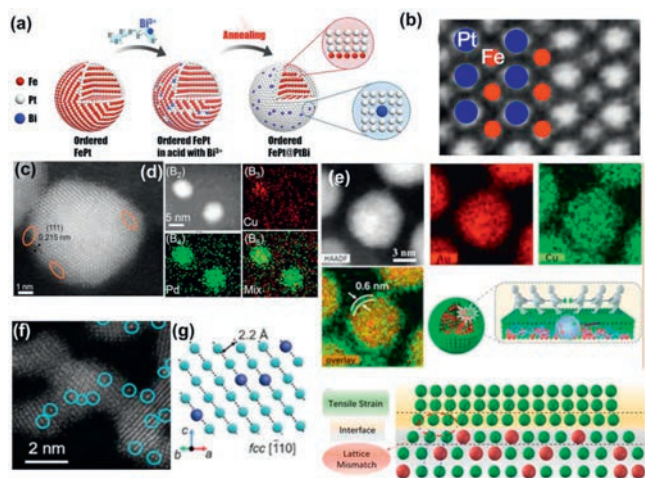 (a)
Bi³⁺
Annealing
Fe
Pt
Bi
Ordered
FePt
Ordered FePt
in acid with Bi³⁺
Ordered
FePt@PtBi
(b)
Pt
Fe
(c)
(111)
0.215 nm
1 nm
(d)
(B₂)
5 nm
(B₃)
Cu
(B₄)
Pd
(B₅)
Mix
(e)
HAADF
3 nm
Au
Cu
0.6 nm
overlay
(f)
2 nm
(g)
2.2 Å
c
b
a
fcc [1̄10]
Tensile Strain
Interface
Lattice
Mismatch